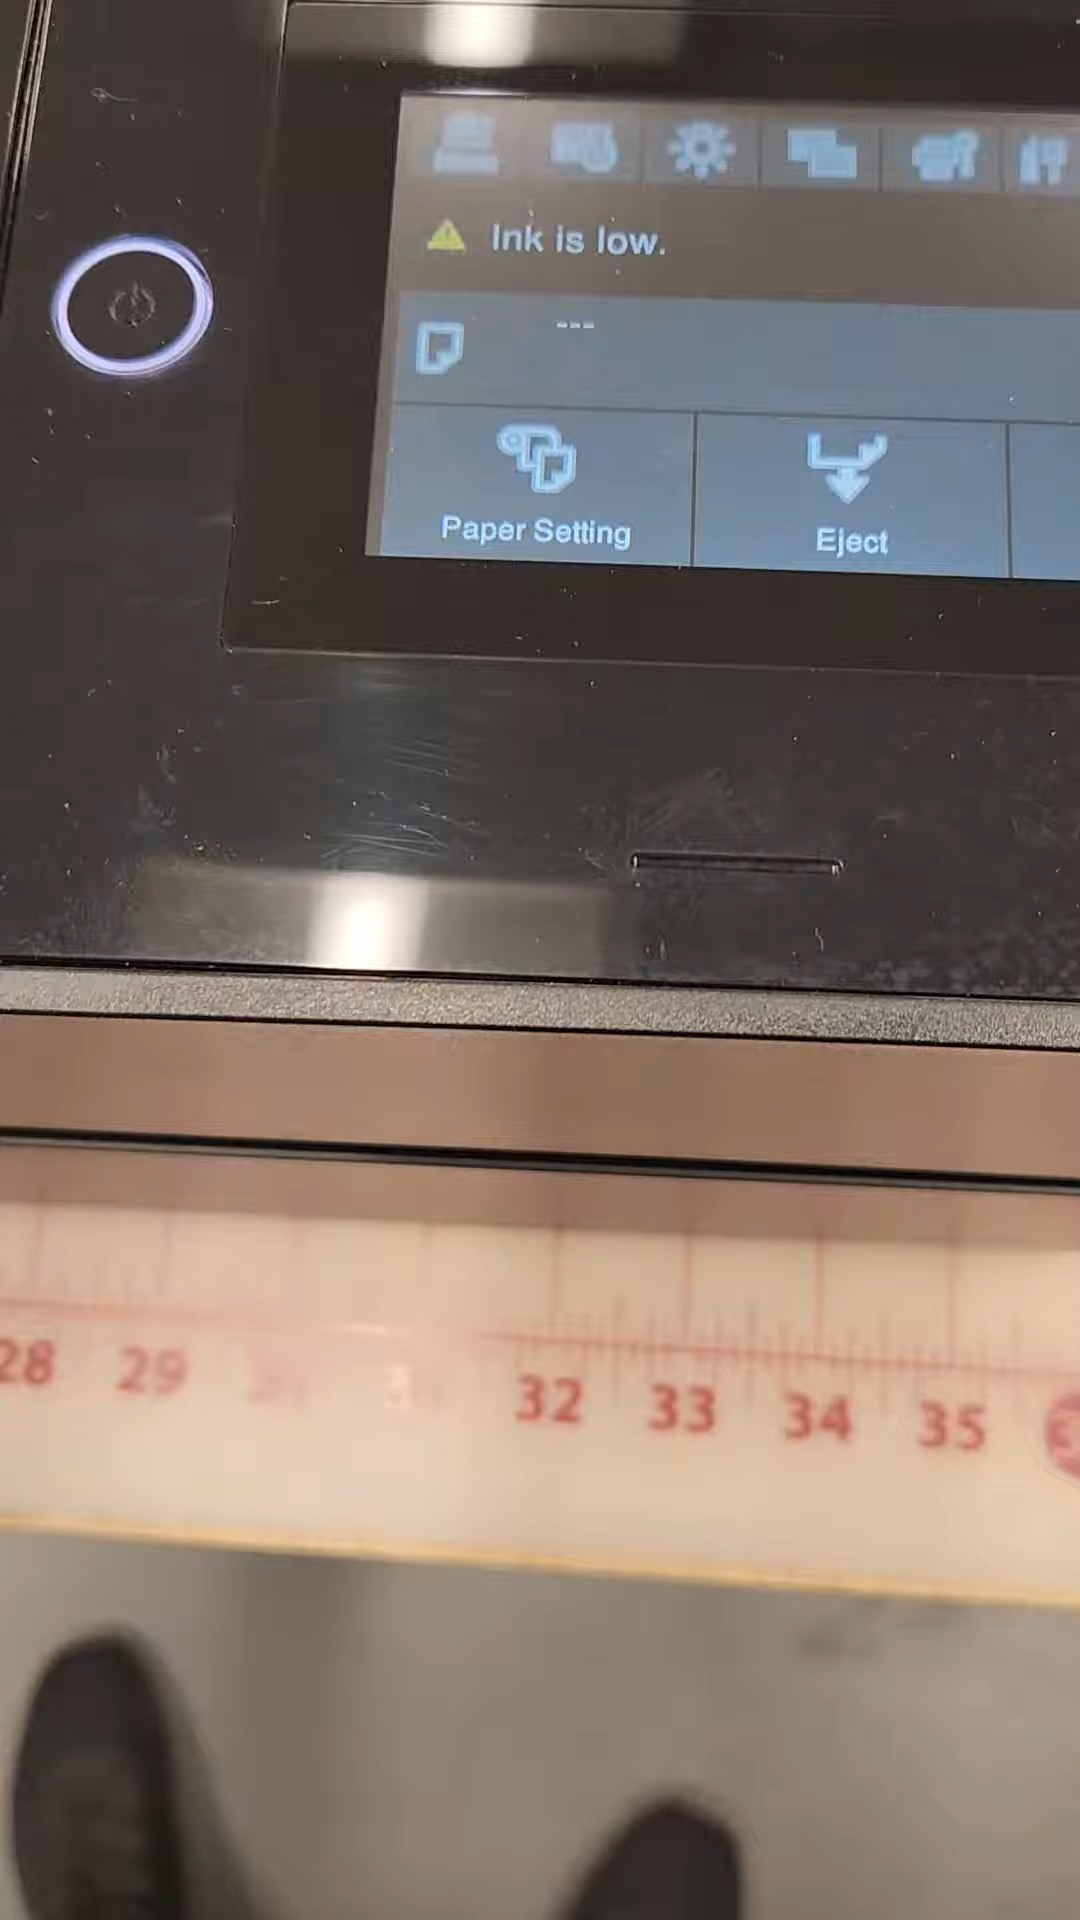 Ink is low.
---
Paper Setting
Eject
28 29 32 33 34 35